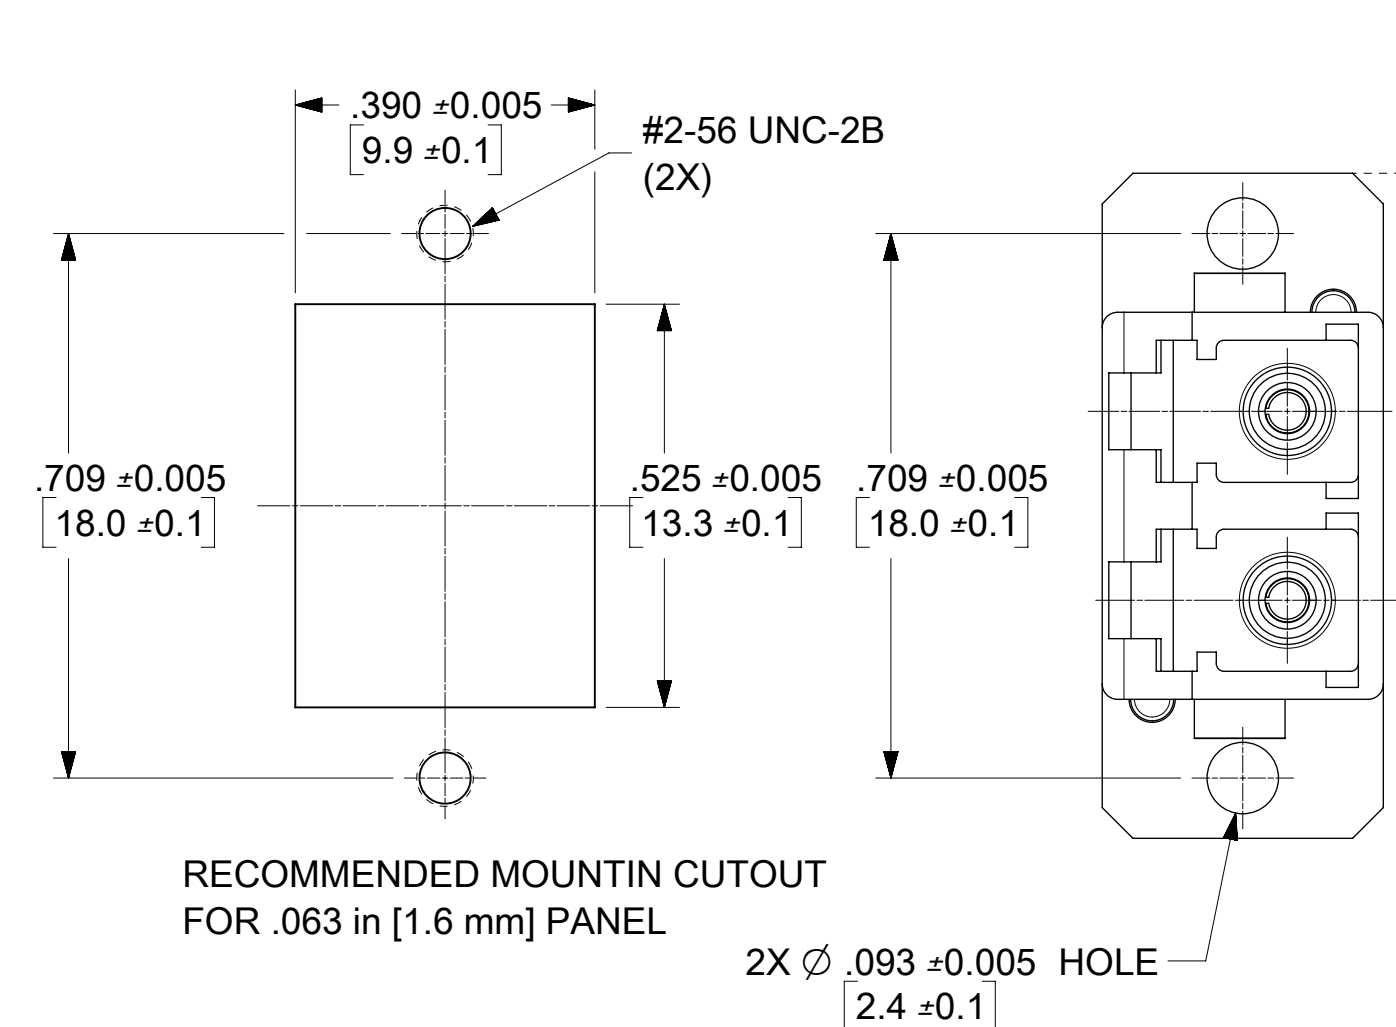 .390 ±0.005
[9.9 ±0.1]
#2-56 UNC-2B
(2X)
.709 ±0.005
[18.0 ±0.1]
.525 ±0.005
[13.3 ±0.1]
.709 ±0.005
[18.0 ±0.1]
RECOMMENDED MOUNTIN CUTOUT
FOR .063 in [1.6 mm] PANEL
2X ∅ .093 ±0.005 HOLE
[2.4 ±0.1]